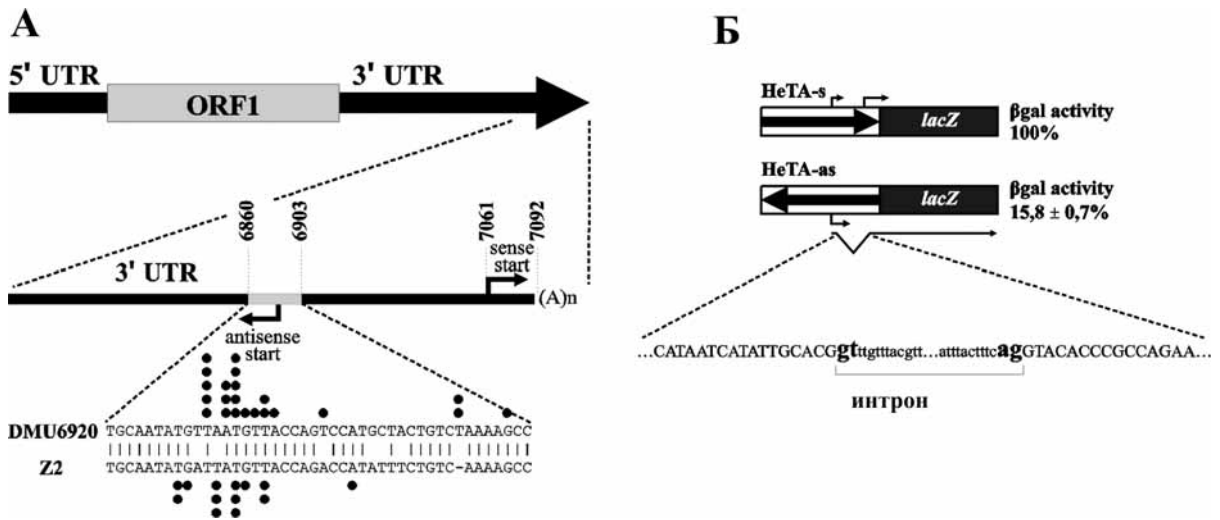 А
5' UTR
ORF1
3' UTR
6860
6903
7061
7092
3' UTR
sense
start
(A)n
antisense
start
DMU6920
TGCAATATGTTAATGTTACCAGTCCATGCTACTGTCTAAAAGCC
Z2
TGCAATATGATTATGTTACCAGACCATATTTCTGTC-AAAAGCC
Б
HeTA-s
lacZ
βgal activity
100%
HeTA-as
lacZ
βgal activity
15,8 ± 0,7%
...CATAATCATATTGCACGgtttgtttacgtt...atttactttcagGTACACCCGCCAGAA...
интрон